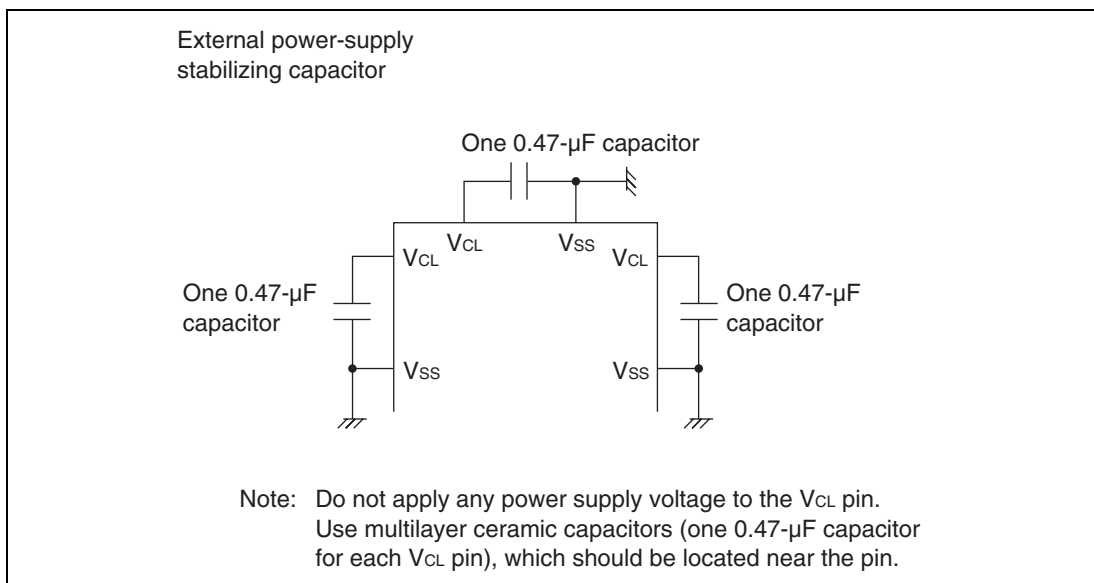 External power-supply
stabilizing capacitor
One 0.47-µF capacitor
VCL
VCL
VSS
VCL
One 0.47-µF
capacitor
One 0.47-µF
capacitor
VSS
VSS
Note: Do not apply any power supply voltage to the VCL pin.
Use multilayer ceramic capacitors (one 0.47-µF capacitor
for each VCL pin), which should be located near the pin.